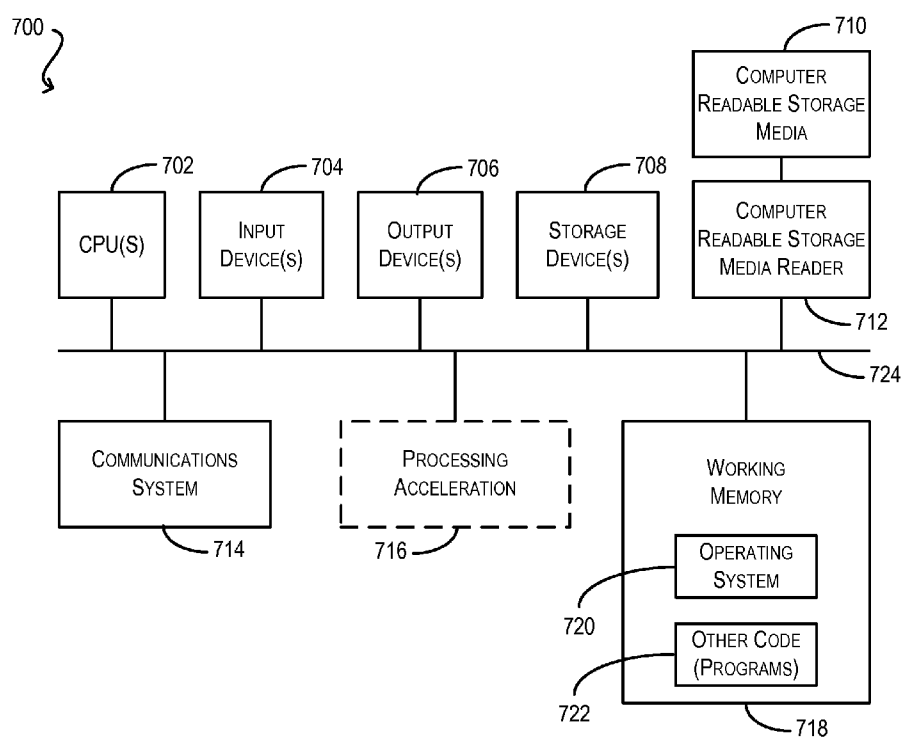 700
710
COMPUTER
READABLE STORAGE
MEDIA
702
704
706
708
CPU(S)
INPUT
DEVICE(S)
OUTPUT
DEVICE(S)
STORAGE
DEVICE(S)
COMPUTER
READABLE STORAGE
MEDIA READER
712
724
COMMUNICATIONS
SYSTEM
714
PROCESSING
ACCELERATION
716
WORKING
MEMORY
OPERATING
SYSTEM
720
OTHER CODE
(PROGRAMS)
722
718